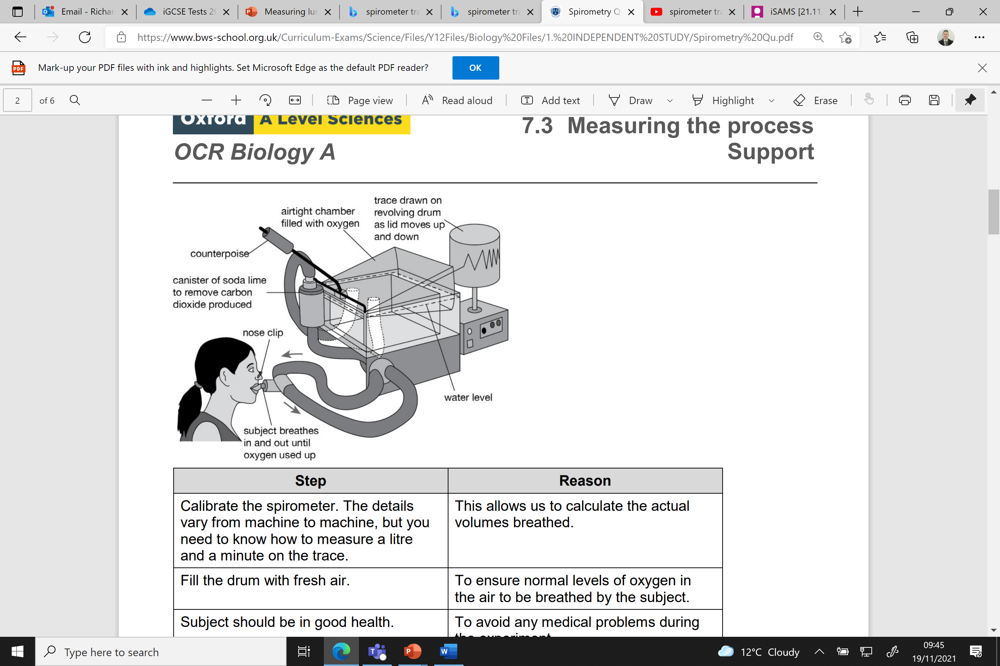 Email - Richar
iGCSE Tests 20
Measuring lun
spirometer tra
spirometer tra
Spirometry Qu
spirometer tra
iSAMS [21.11.
https://www.bws-school.org.uk/Curriculum-Exams/Science/Files/Y12Files/Biology%20Files/1.%20INDEPENDENT%20STUDY/Spirometry%20Qu.pdf
PDF
Mark-up your PDF files with ink and highlights. Set Microsoft Edge as the default PDF reader?
OK
2 of 6
Page view
Read aloud
Add text
Draw
Highlight
Erase
Oxford A Level Sciences
OCR Biology A
7.3 Measuring the process
Support
trace drawn on
revolving drum
as lid moves up
and down
airtight chamber
filled with oxygen
counterpoise
canister of soda lime
to remove carbon
dioxide produced
nose clip
water level
subject breathes
in and out until
oxygen used up
Step
Reason
Calibrate the spirometer. The details
vary from machine to machine, but you
need to know how to measure a litre
and a minute on the trace.
This allows us to calculate the actual
volumes breathed.
Fill the drum with fresh air.
To ensure normal levels of oxygen in
the air to be breathed by the subject.
Subject should be in good health.
To avoid any medical problems during
the experiment
Type here to search
12°C Cloudy
09:45
19/11/2021